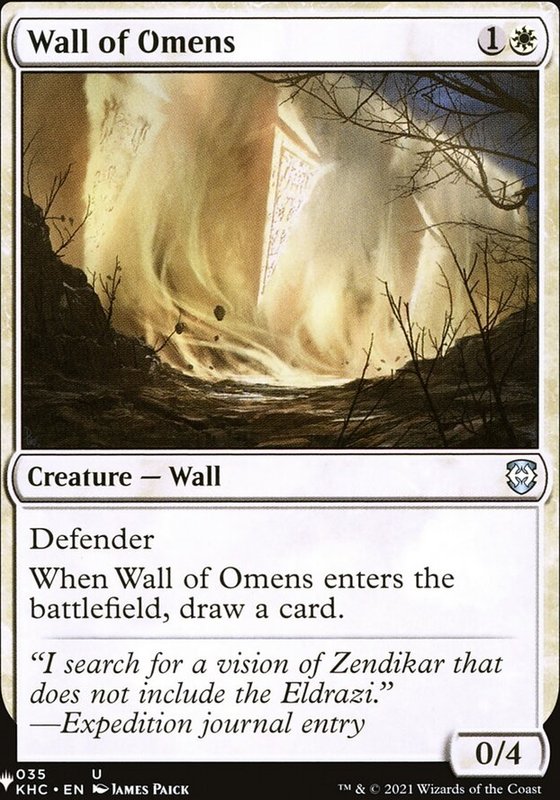 Wall of Omens 1
Creature — Wall
Defender
When Wall of Omens enters the
battlefield, draw a card.
“I search for a vision of Zendikar that
does not include the Eldrazi.”
—Expedition journal entry
0/4
035 U
KHC • EN James Paick
™ & © 2021 Wizards of the Coast